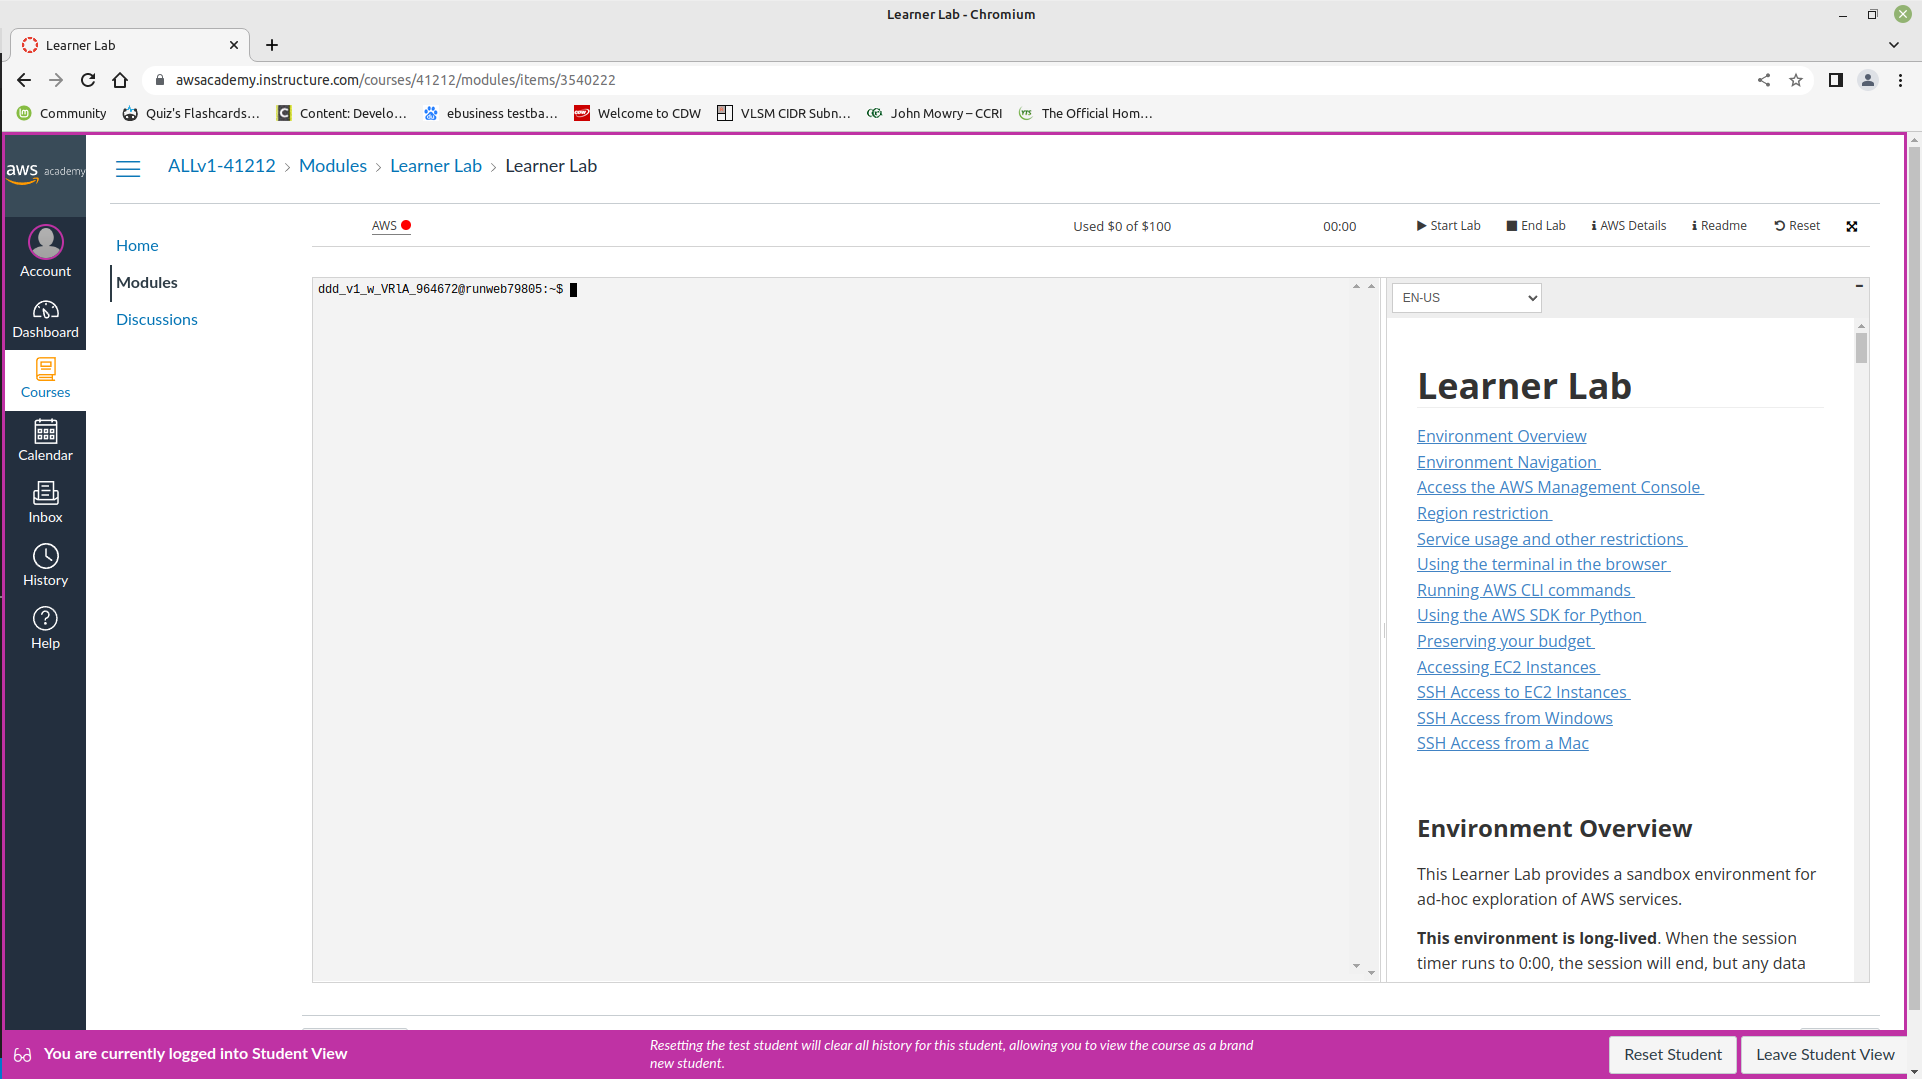 Learner Lab - Chromium
Learner Lab
awsacademy.instructure.com/courses/41212/modules/items/3540222
Community
Quiz's Flashcards…
Content: Develo…
ebusiness testba…
Welcome to CDW
VLSM CIDR Subn…
John Mowry – CCRI
The Official Hom…
aws academy
ALLv1-41212 > Modules > Learner Lab > Learner Lab
Account
Dashboard
Courses
Calendar
Inbox
History
Help
Home
Modules
Discussions
AWS
Used $0 of $100
00:00
Start Lab
End Lab
AWS Details
Readme
Reset
ddd_v1_w_VRlA_964672@runweb79805:~$
EN-US
Learner Lab
Environment Overview
Environment Navigation
Access the AWS Management Console
Region restriction
Service usage and other restrictions
Using the terminal in the browser
Running AWS CLI commands
Using the AWS SDK for Python
Preserving your budget
Accessing EC2 Instances
SSH Access to EC2 Instances
SSH Access from Windows
SSH Access from a Mac
Environment Overview
This Learner Lab provides a sandbox environment for
ad-hoc exploration of AWS services.
This environment is long-lived. When the session
timer runs to 0:00, the session will end, but any data
You are currently logged into Student View
Resetting the test student will clear all history for this student, allowing you to view the course as a brand
new student.
Reset Student
Leave Student View